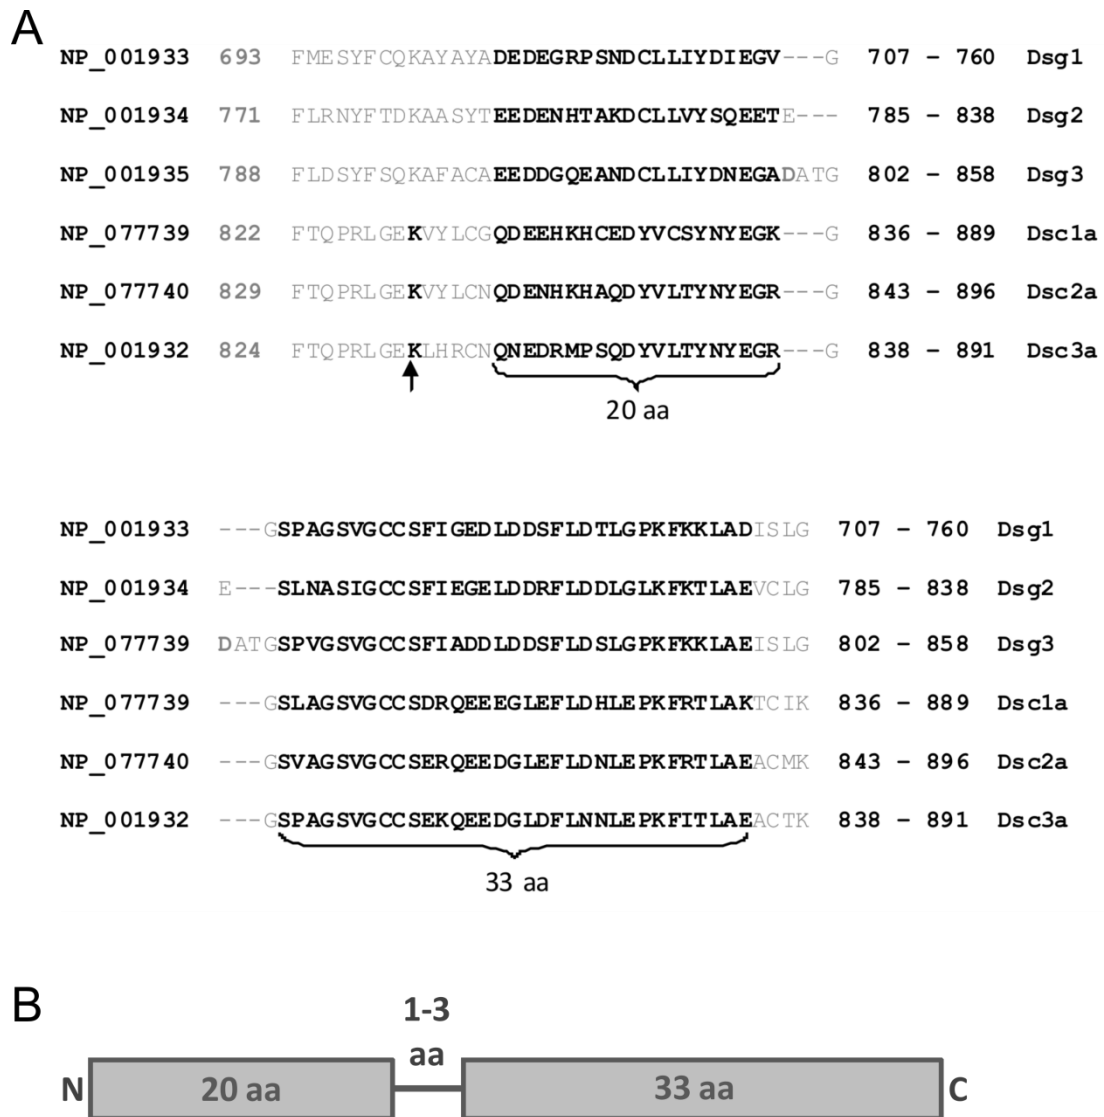 A
NP_001933 693 FMESYFCQKAYAYADEDEGRPSNDCLLIYDIEGV---G 707 – 760 Dsg1
NP_001934 771 FLRNYFTDKAASYTEEDENHTAKDCLLVYSQEETE--- 785 – 838 Dsg2
NP_001935 788 FLDSYFSQKAFACAEEDDGQEANDCLLIYDNEGADATG 802 – 858 Dsg3
NP_077739 822 FTQPRLGEKVYLCGQDEEHKHCEDYVCSYNYEGK---G 836 – 889 Dsc1a
NP_077740 829 FTQPRLGEKVYLCNQDENHKHAQDYVLTYNYEGR---G 843 – 896 Dsc2a
NP_001932 824 FTQPRLGEKLHRCNQNEDRMPSQDYVLTYNYEGR---G 838 – 891 Dsc3a
20 aa
NP_001933 ---GSPAGSVGCCSFIGEDLDDSFLDTLGPKFKKLADISLG 707 – 760 Dsg1
NP_001934 E---SLNASIGCCSFIEGELDDRFLDDLGLKFKTLAEVCLG 785 – 838 Dsg2
NP_077739 DATGSPVGSVGCCSFIADDLDDSFLDSLGPKFKKLAEISLG 802 – 858 Dsg3
NP_077739 ---GSLAGSVGCCSDRQEEEGLEFLDHLEPKFRTLAKTCIK 836 – 889 Dsc1a
NP_077740 ---GSVAGSVGCCSERQEEDGLEFLDNLEPKFRTLAEACMK 843 – 896 Dsc2a
NP_001932 ---GSPAGSVGCCSEKQEEDGLDFLNNLEPKFITLAEACTK 838 – 891 Dsc3a
33 aa
B
1-3
aa
N 20 aa 33 aa C